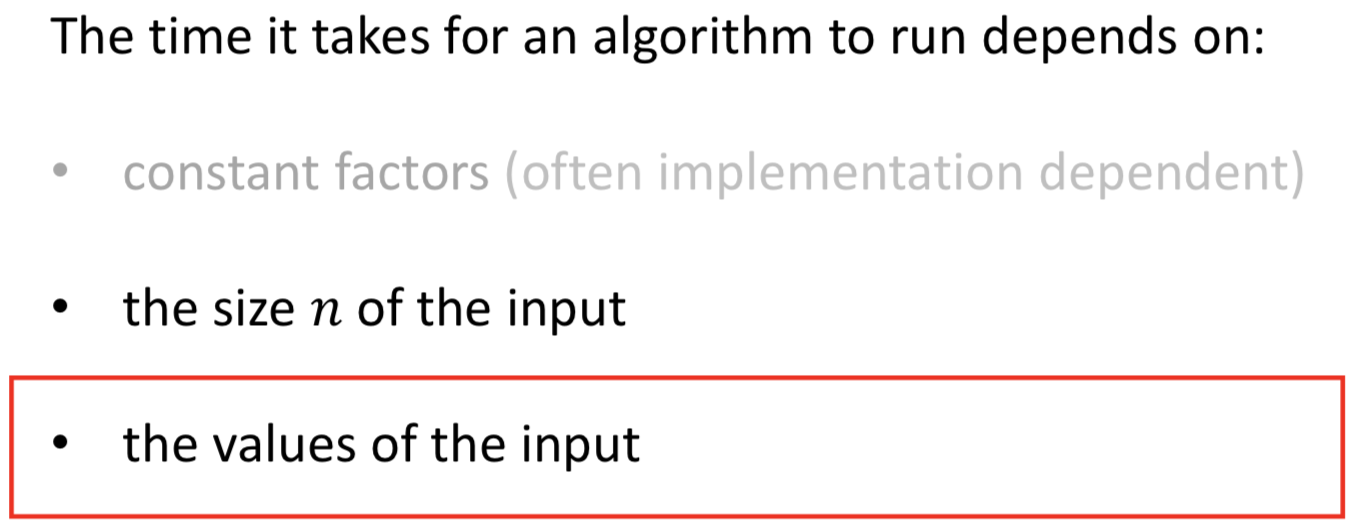 The time it takes for an algorithm to run depends on:
• constant factors (often implementation dependent)
• the size n of the input
• the values of the input